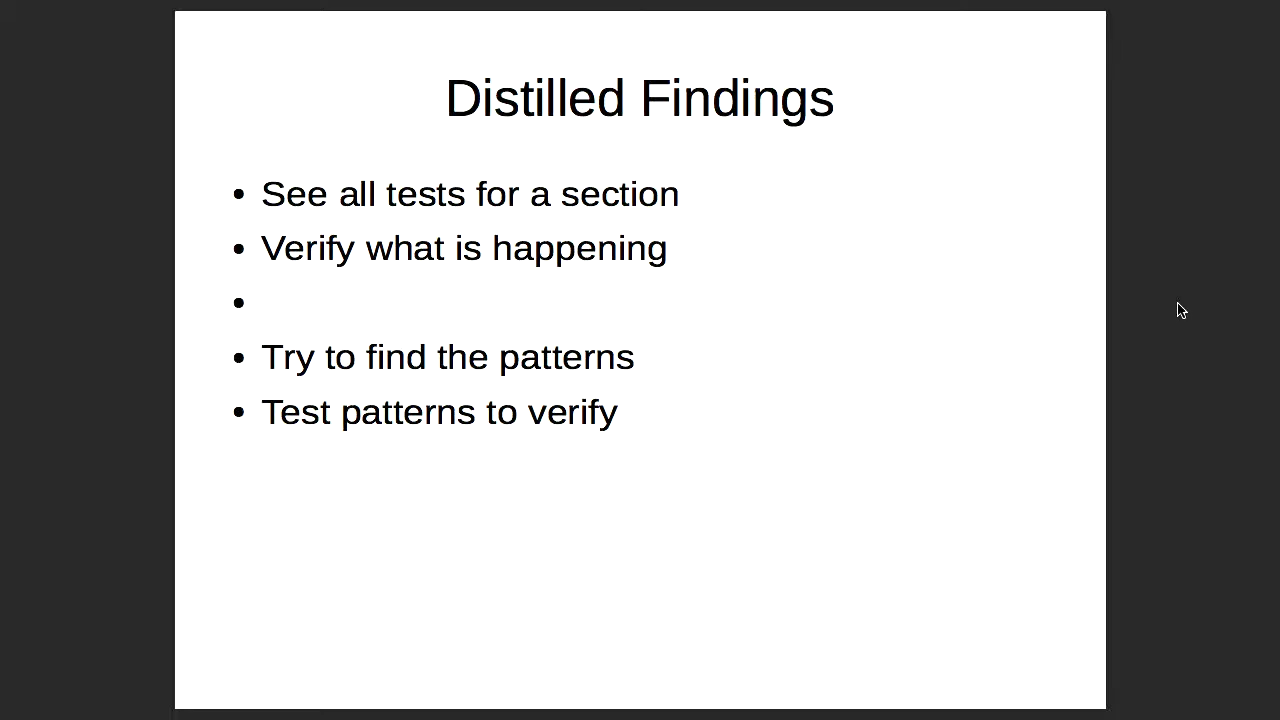 Distilled Findings
• See all tests for a section
• Verify what is happening
•
• Try to find the patterns
• Test patterns to verify